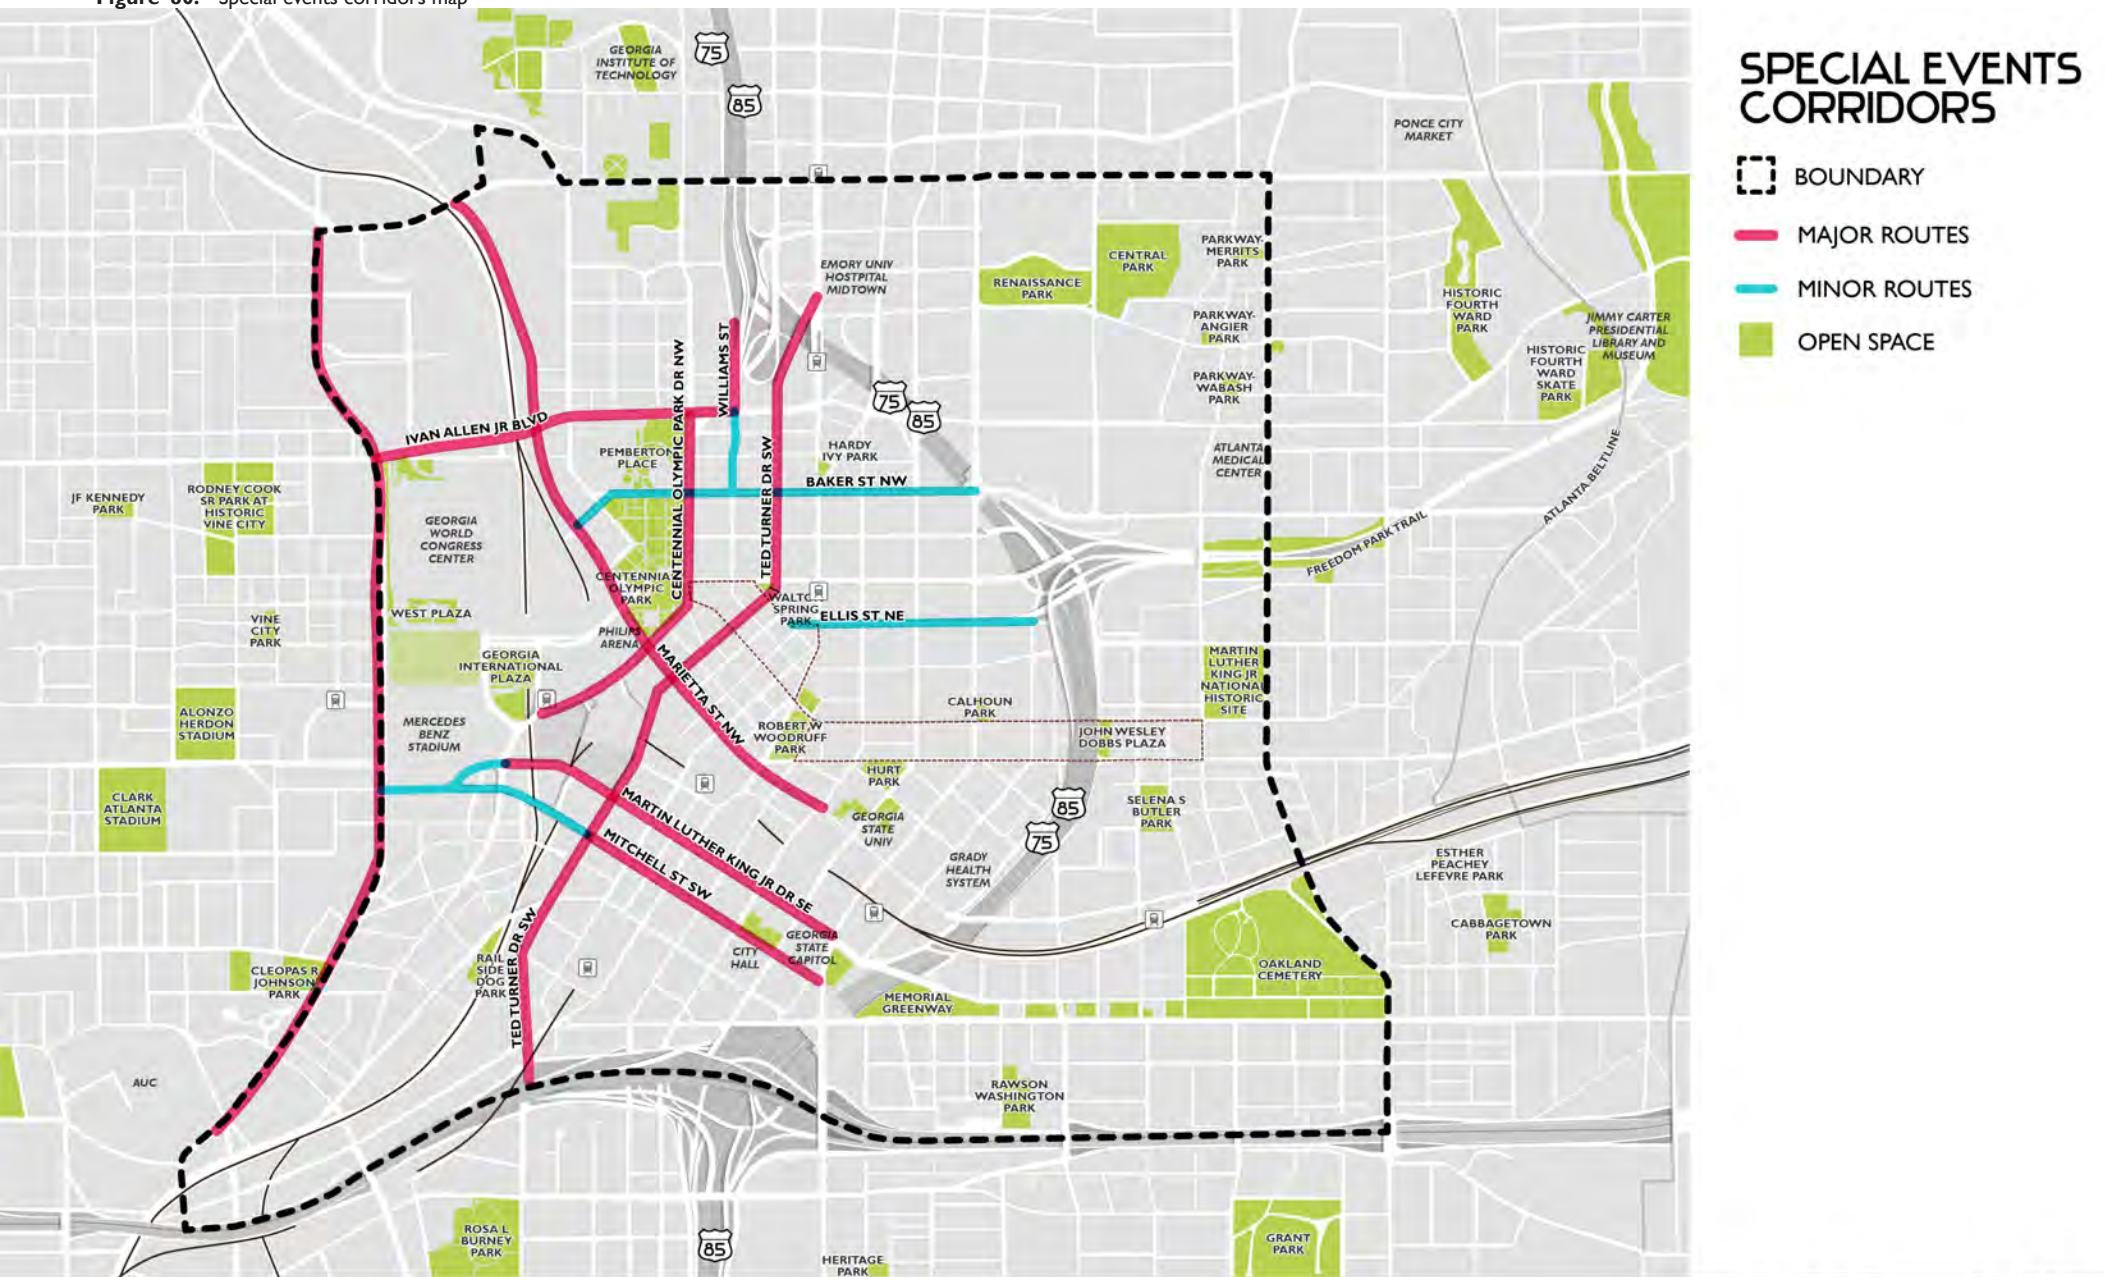 Figure 80. Special events corridors map
SPECIAL EVENTS
CORRIDORS
BOUNDARY
MAJOR ROUTES
MINOR ROUTES
OPEN SPACE
GEORGIA
INSTITUTE OF
TECHNOLOGY
75
85
PONCE CITY
MARKET
EMORY UNIV
HOSTPITAL
MIDTOWN
RENAISSANCE
PARK
CENTRAL
PARK
PARKWAY-
MERRITS
PARK
PARKWAY-
ANGIER
PARK
PARKWAY-
WABASH
PARK
HISTORIC
FOURTH
WARD
PARK
HISTORIC
FOURTH
WARD
SKATE
PARK
JIMMY CARTER
PRESIDENTIAL
LIBRARY AND
MUSEUM
CENTENNIAL OLYMPIC PARK DR NW
WILLIAMS ST
75
85
IVAN ALLEN JR BLVD
PEMBERTON
PLACE
TED TURNER DR SW
HARDY
IVY PARK
BAKER ST NW
ATLANTA
MEDICAL
CENTER
ATLANTA BELTLINE
FREEDOM PARK TRAIL
JF KENNEDY
PARK
RODNEY COOK
SR PARK AT
HISTORIC
VINE CITY
GEORGIA
WORLD
CONGRESS
CENTER
CENTENNIAL
OLYMPIC
PARK
WALTON
SPRING
PARK
ELLIS ST NE
WEST PLAZA
VINE
CITY
PARK
PHILIPS
ARENA
GEORGIA
INTERNATIONAL
PLAZA
MARIETTA ST NW
MARTIN
LUTHER
KING JR
NATIONAL
HISTORIC
SITE
ALONZO
HERDON
STADIUM
MERCEDES
BENZ
STADIUM
ROBERT W
WOODRUFF
PARK
CALHOUN
PARK
JOHN WESLEY
DOBBS PLAZA
HURT
PARK
CLARK
ATLANTA
STADIUM
MARTIN LUTHER KING JR DR SE
MITCHELL ST SW
GEORGIA
STATE
UNIV
85
75
SELENA S
BUTLER
PARK
GRADY
HEALTH
SYSTEM
ESTHER
PEACHEY
LEFEVRE PARK
CABBAGETOWN
PARK
CLEOPAS R
JOHNSON
PARK
RAIL
SIDE
DOG
PARK
TED TURNER DR SW
CITY
HALL
GEORGIA
STATE
CAPITOL
OAKLAND
CEMETERY
MEMORIAL
GREENWAY
AUC
RAWSON
WASHINGTON
PARK
ROSA L
BURNEY
PARK
85
HERITAGE
PARK
GRANT
PARK